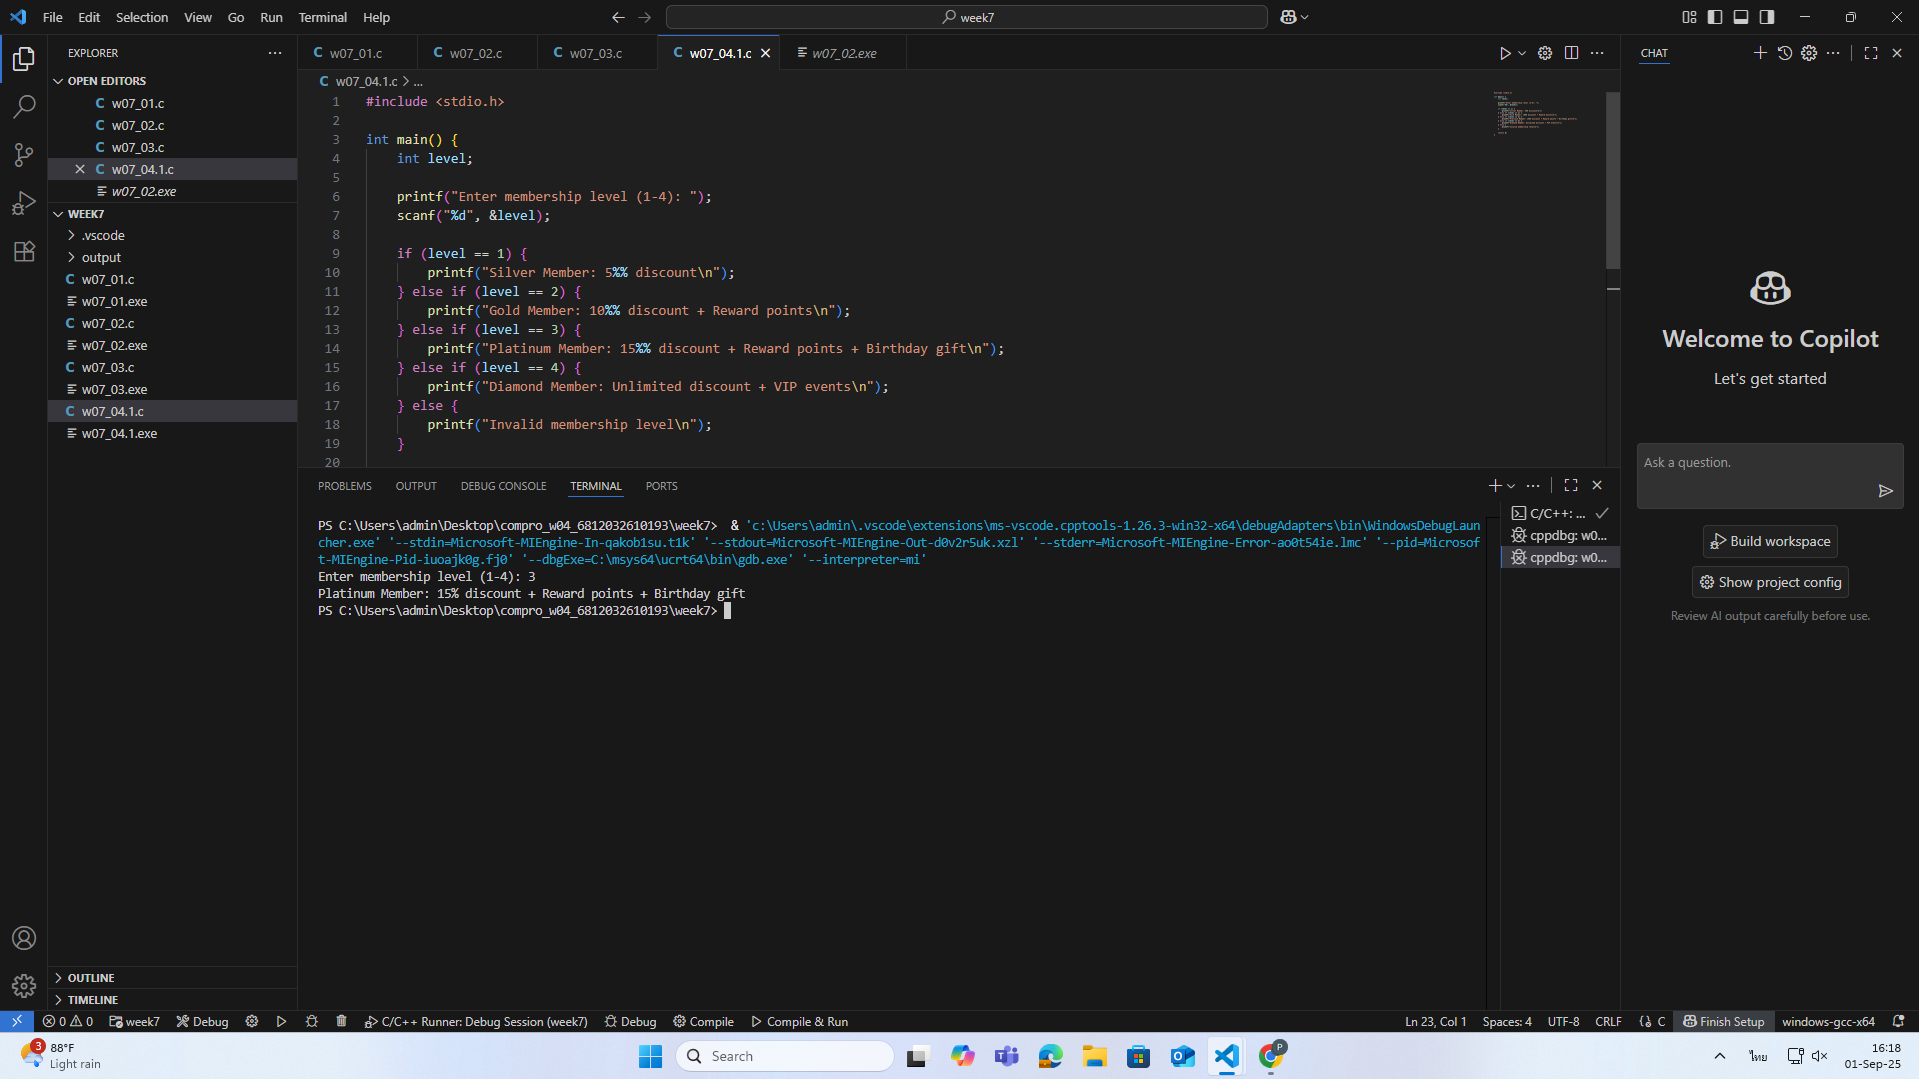 File Edit Selection View Go Run Terminal Help
week7
EXPLORER
OPEN EDITORS
w07_01.c
w07_02.c
w07_03.c
w07_04.1.c
w07_02.exe
WEEK7
.vscode
output
w07_01.c
w07_01.exe
w07_02.c
w07_02.exe
w07_03.c
w07_03.exe
w07_04.1.c
w07_04.1.exe
OUTLINE
TIMELINE
w07_01.c w07_02.c w07_03.c w07_04.1.c w07_02.exe
w07_04.1.c > ...
1 #include <stdio.h>
2
3 int main() {
4 int level;
5
6 printf("Enter membership level (1-4): ");
7 scanf("%d", &level);
8
9 if (level == 1) {
10 printf("Silver Member: 5%% discount\n");
11 } else if (level == 2) {
12 printf("Gold Member: 10%% discount + Reward points\n");
13 } else if (level == 3) {
14 printf("Platinum Member: 15%% discount + Reward points + Birthday gift\n");
15 } else if (level == 4) {
16 printf("Diamond Member: Unlimited discount + VIP events\n");
17 } else {
18 printf("Invalid membership level\n");
19 }
20
PROBLEMS OUTPUT DEBUG CONSOLE TERMINAL PORTS
PS C:\Users\admin\Desktop\compro_w04_6812032610193\week7> & 'c:\Users\admin\.vscode\extensions\ms-vscode.cpptools-1.26.3-win32-x64\debugAdapters\bin\WindowsDebugLaun
cher.exe' '--stdin=Microsoft-MIEngine-In-qakob1su.t1k' '--stdout=Microsoft-MIEngine-Out-d0v2r5uk.xzl' '--stderr=Microsoft-MIEngine-Error-ao0t54ie.lmc' '--pid=Microsof
t-MIEngine-Pid-iuoajk0g.fj0' '--dbgExe=C:\msys64\ucrt64\bin\gdb.exe' '--interpreter=mi'
Enter membership level (1-4): 3
Platinum Member: 15% discount + Reward points + Birthday gift
PS C:\Users\admin\Desktop\compro_w04_6812032610193\week7>
C/C++: ...
cppdbg: w0...
cppdbg: w0...
CHAT
Welcome to Copilot
Let's get started
Ask a question.
Build workspace
Show project config
Review AI output carefully before use.
0 0 week7 Debug C/C++ Runner: Debug Session (week7) Debug Compile Compile & Run
Ln 23, Col 1 Spaces: 4 UTF-8 CRLF {} C Finish Setup windows-gcc-x64
3
88°F
Light rain
Search
P
ไทย
16:18
01-Sep-25